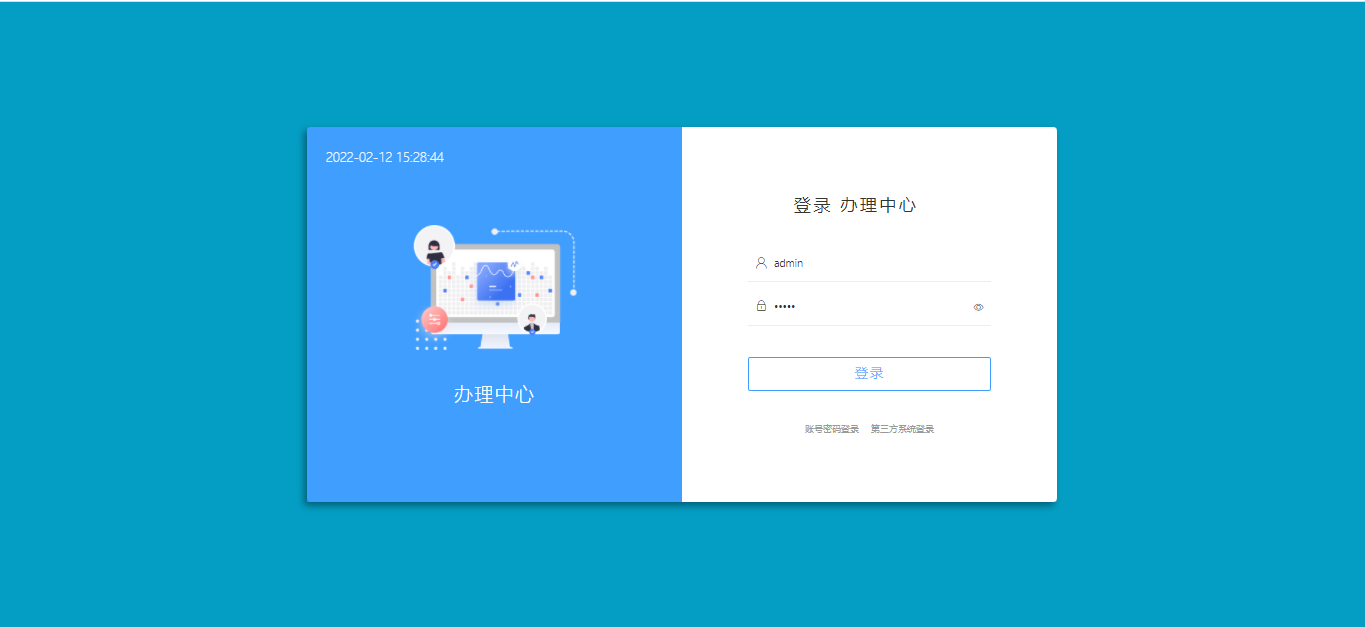 2022-02-12 15:28:44
办理中心
登录 办理中心
admin
•••••
登录
账号密码登录 第三方系统登录